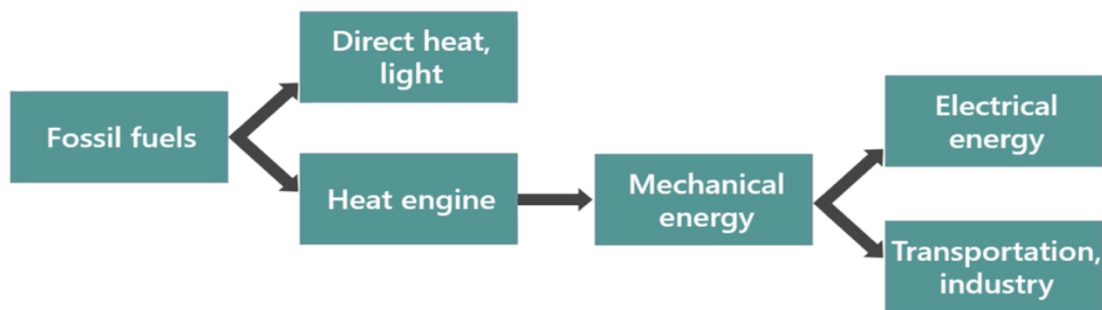 Direct heat,
light
Fossil fuels
Heat engine
Mechanical
energy
Electrical
energy
Transportation,
industry